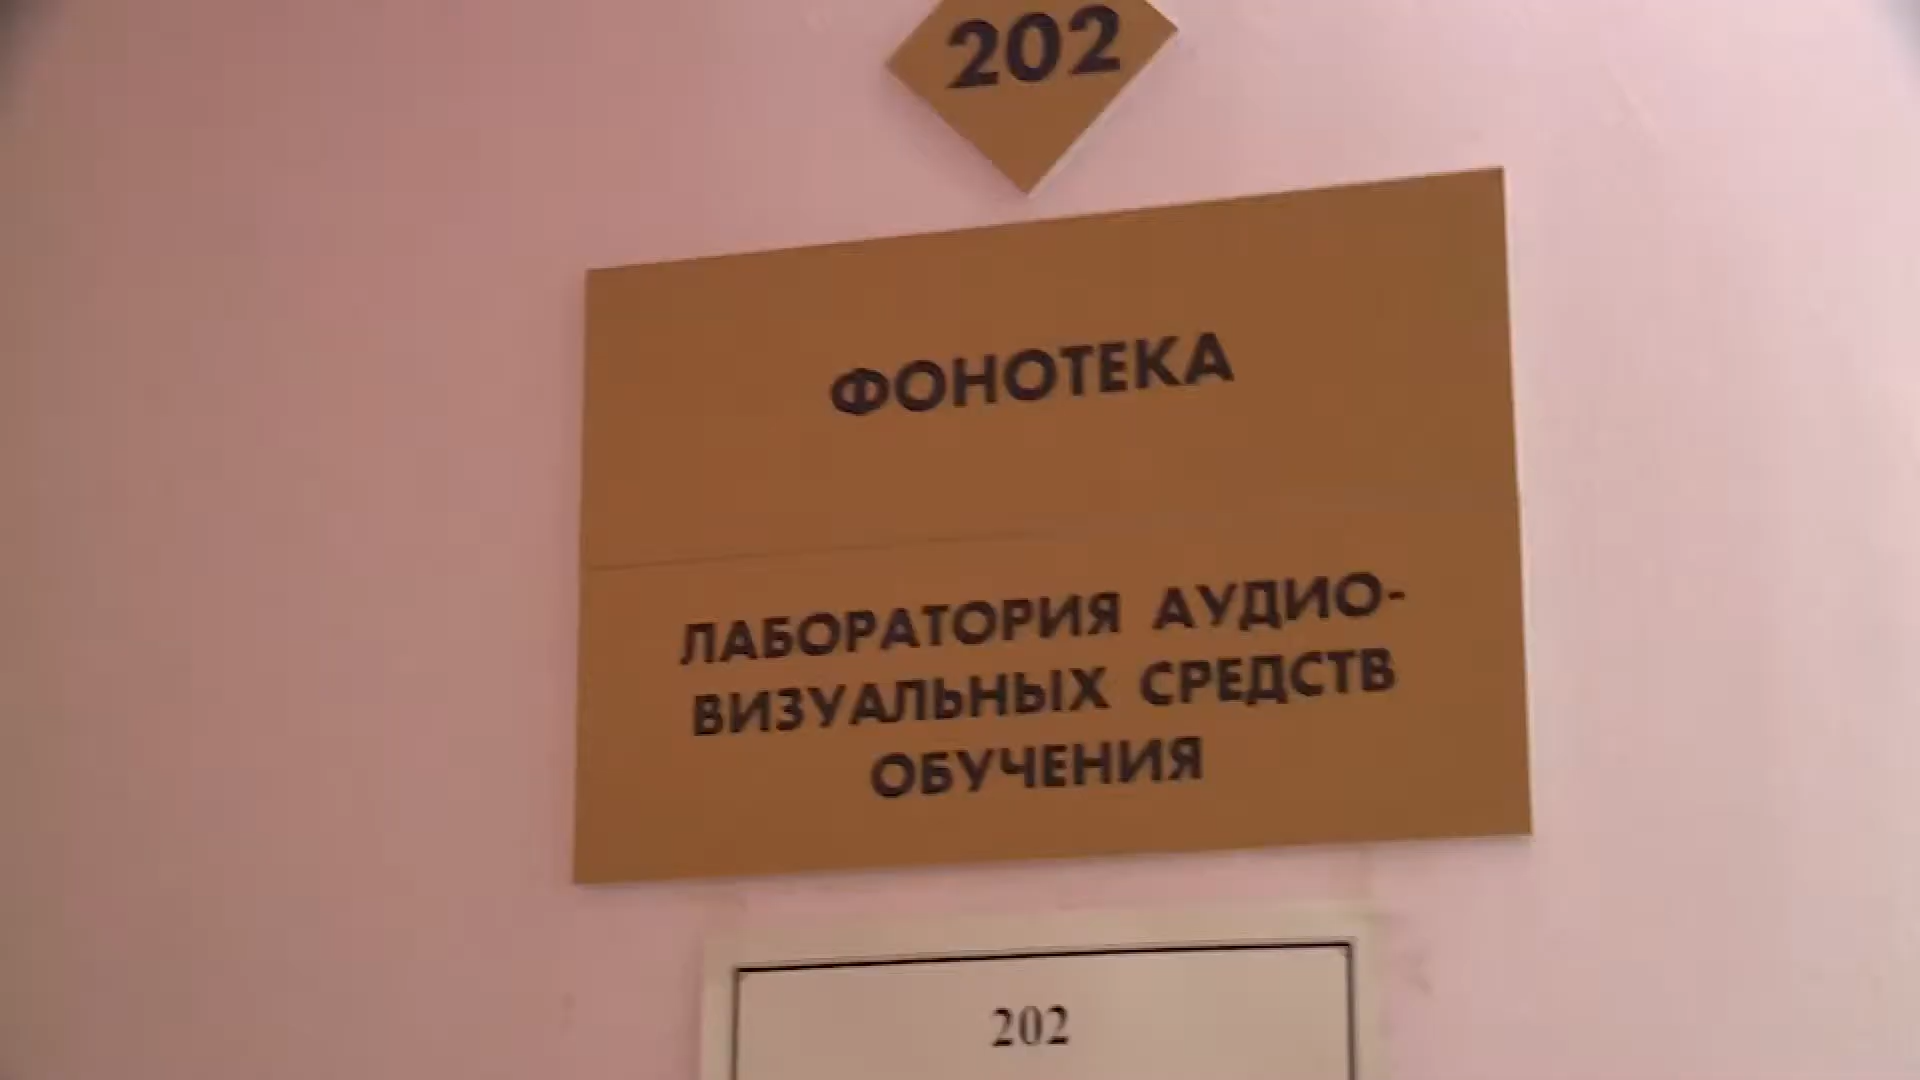 202
ФОНОТЕКА
ЛАБОРАТОРИЯ АУДИО-
ВИЗУАЛЬНЫХ СРЕДСТВ
ОБУЧЕНИЯ
202